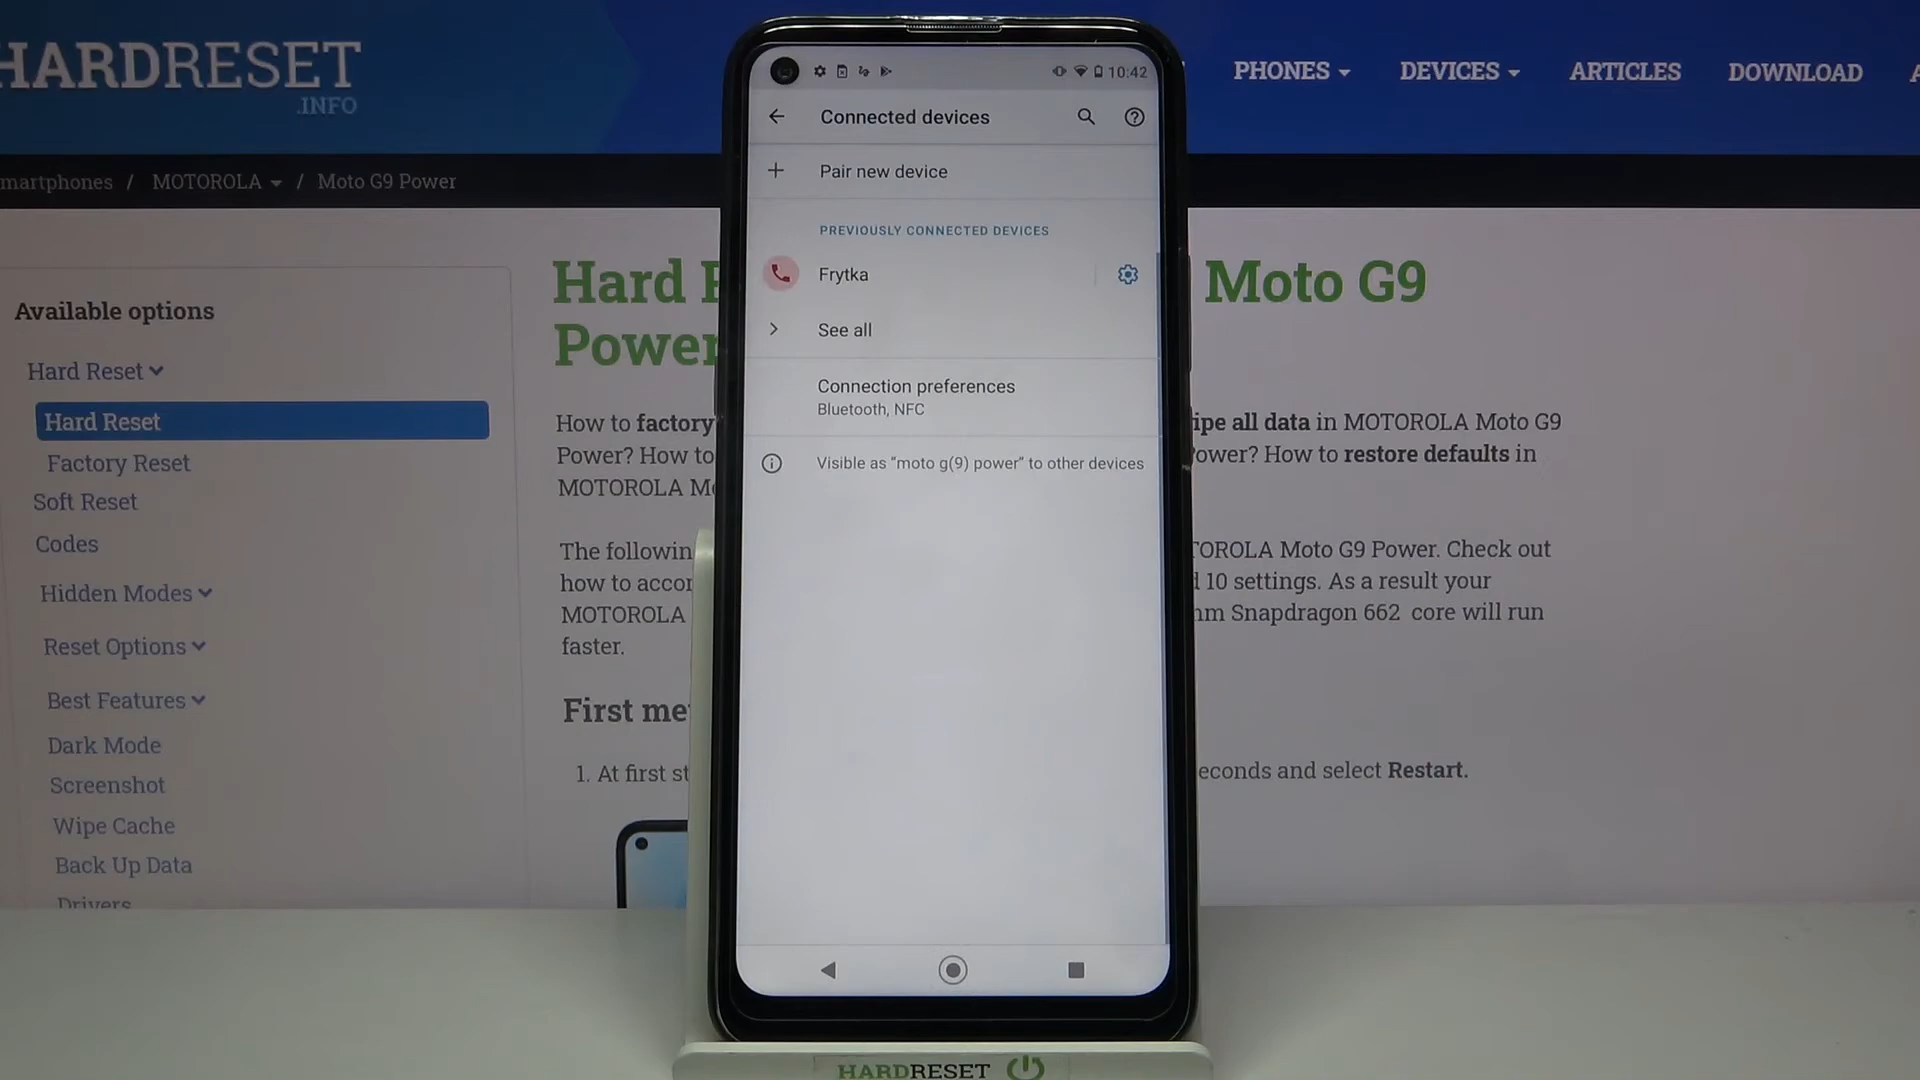 HARDRESET
.INFO
PHONES
DEVICES
ARTICLES
DOWNLOAD
martphones / MOTOROLA / Moto G9 Power
Available options
Hard Reset
Hard Reset
Factory Reset
Soft Reset
Codes
Hidden Modes
Reset Options
Best Features
Dark Mode
Screenshot
Wipe Cache
Back Up Data
Drivers
Hard Moto G9
Power
How to factory ipe all data in MOTOROLA Moto G9
Power? How to ower? How to restore defaults in
MOTOROLA M
The followin TOROLA Moto G9 Power. Check out
how to accor 10 settings. As a result your
MOTOROLA nm Snapdragon 662 core will run
faster.
First me
1. At first st econds and select Restart.
10:42
Connected devices
Pair new device
PREVIOUSLY CONNECTED DEVICES
Frytka
See all
Connection preferences
Bluetooth, NFC
Visible as “moto g(9) power” to other devices
HARDRESET